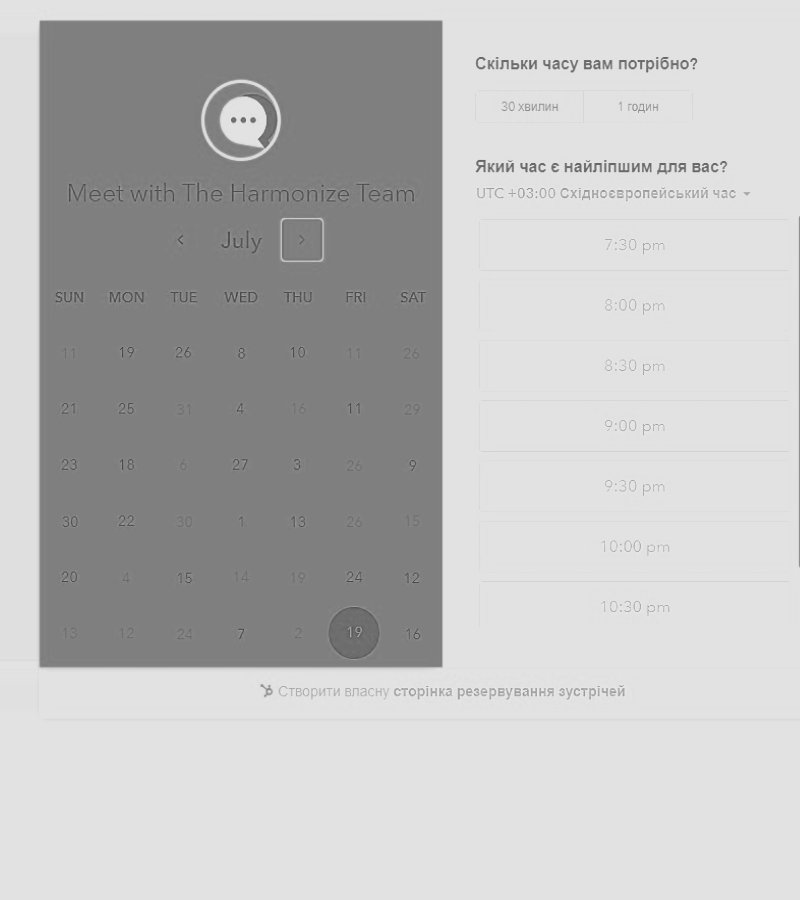 Meet with The Harmonize Team
July
SUN MON TUE WED THU FRI SAT
11 19 26 8 10 11 26
21 25 31 4 16 11 29
23 18 6 27 3 26 9
30 22 30 1 13 26 15
20 4 15 14 19 24 12
13 12 24 7 2 19 16
Скільки часу вам потрібно?
30 хвилин 1 годин
Який час є найліпшим для вас?
UTC +03:00 Східноєвропейський час
7:30 pm
8:00 pm
8:30 pm
9:00 pm
9:30 pm
10:00 pm
10:30 pm
Створити власну сторінка резервування зустрічей